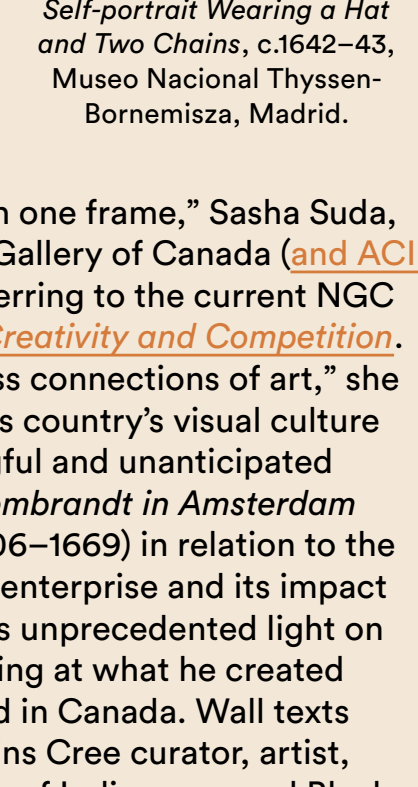 Self-portrait Wearing a Hat
and Two Chains, c.1642–43,
Museo Nacional Thyssen-
Bornemisza, Madrid.
one frame,” Sasha Suda,
Gallery of Canada (and ACI
erring to the current NGC
Creativity and Competition.
ss connections of art,” she
s country’s visual culture
gful and unanticipated
embrandt in Amsterdam
06–1669) in relation to the
enterprise and its impact
s unprecedented light on
ing at what he created
d in Canada. Wall texts
ns Cree curator, artist,